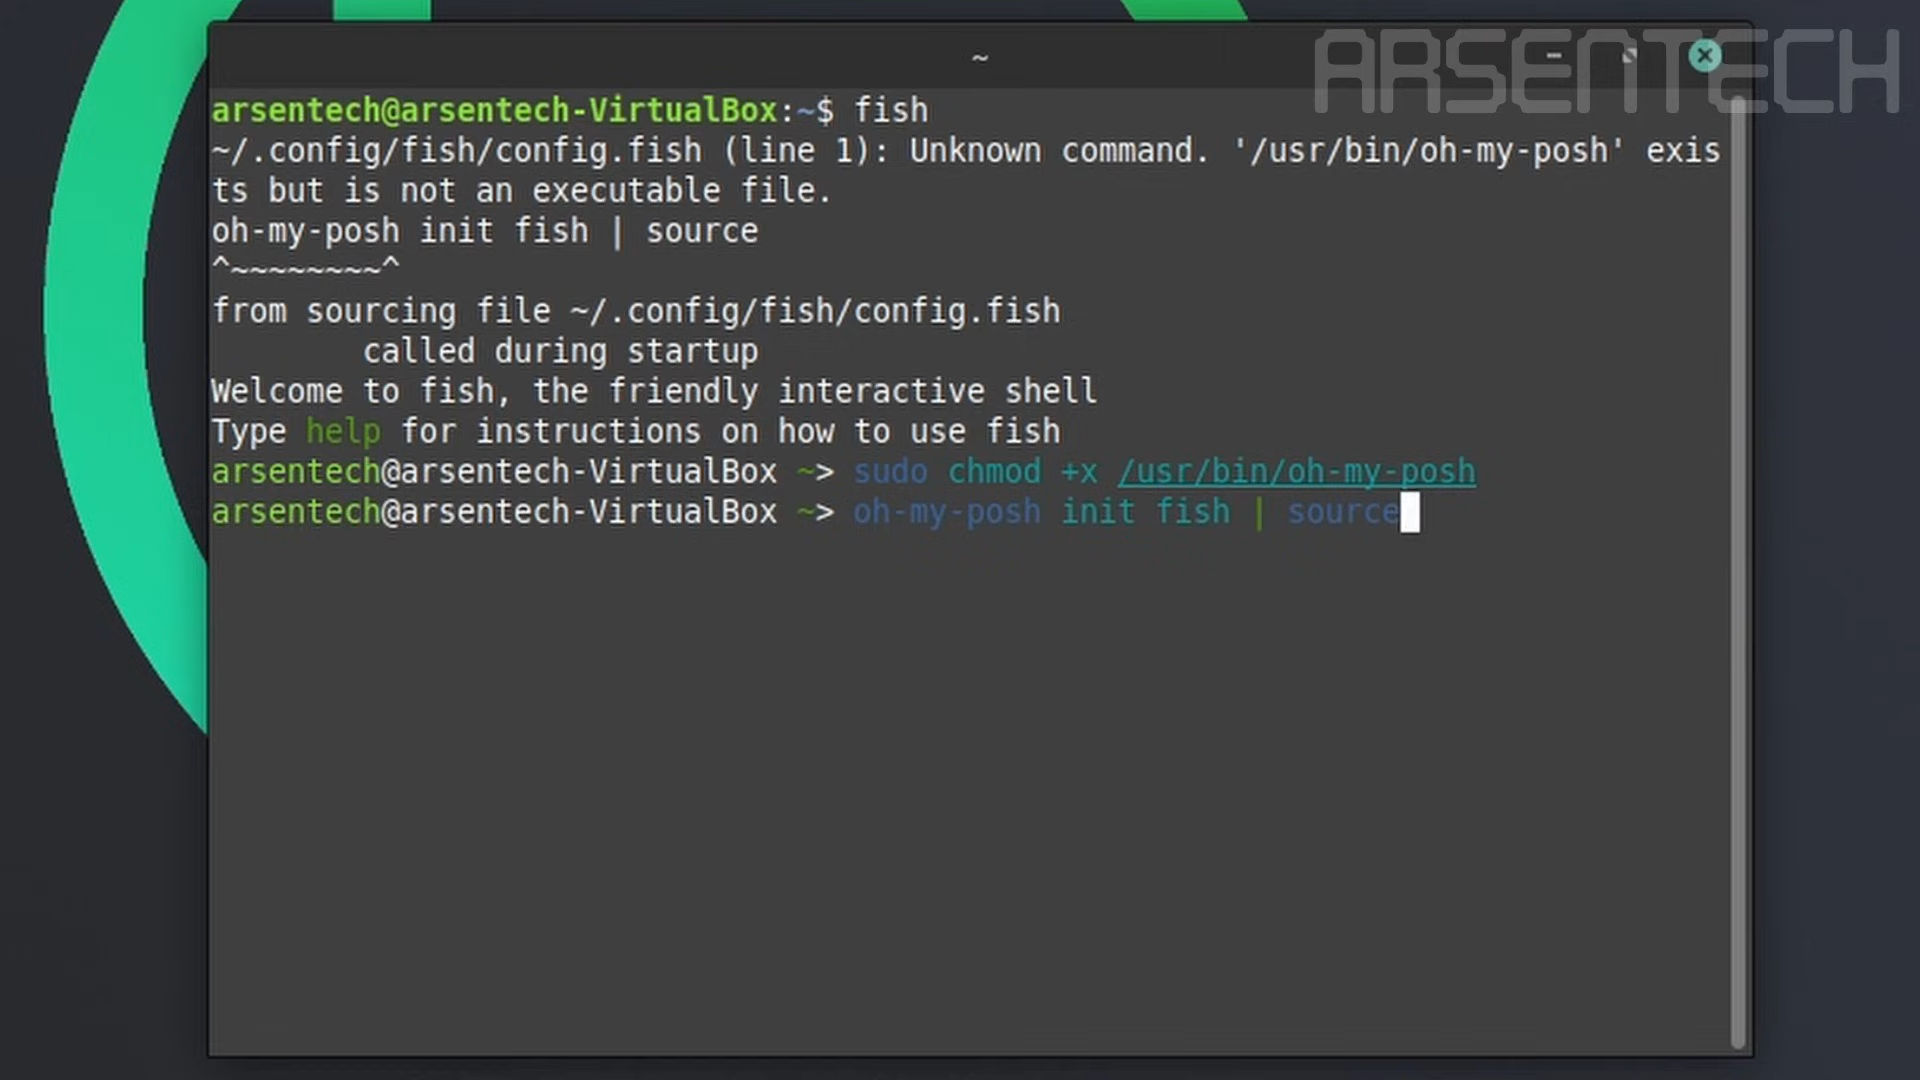 ARSENTECH
~
arsentech@arsentech-VirtualBox:~$ fish
~/.config/fish/config.fish (line 1): Unknown command. '/usr/bin/oh-my-posh' exis
ts but is not an executable file.
oh-my-posh init fish | source
^~~~~~~~~^
from sourcing file ~/.config/fish/config.fish
        called during startup
Welcome to fish, the friendly interactive shell
Type help for instructions on how to use fish
arsentech@arsentech-VirtualBox ~> sudo chmod +x /usr/bin/oh-my-posh
arsentech@arsentech-VirtualBox ~> oh-my-posh init fish | source